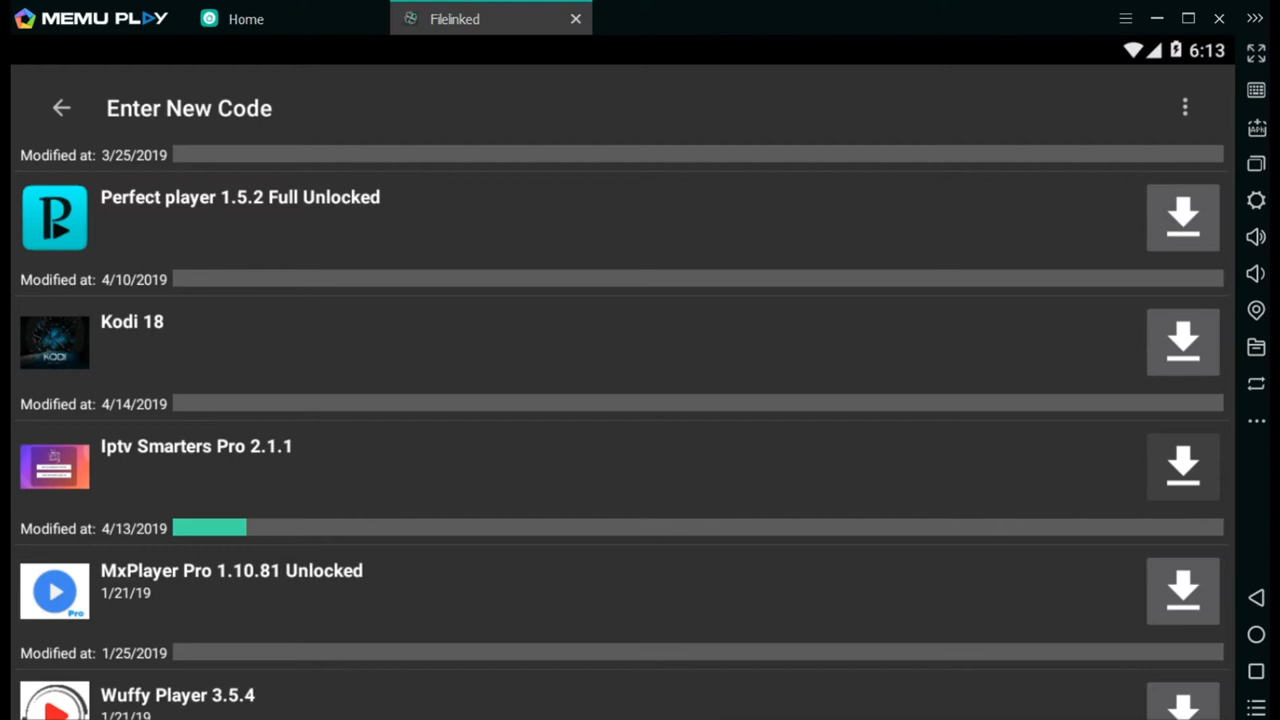 MEMU PLAY
Home
Filelinked
6:13
Enter New Code
Modified at: 3/25/2019
Perfect player 1.5.2 Full Unlocked
Modified at: 4/10/2019
Kodi 18
KODI
Modified at: 4/14/2019
Iptv Smarters Pro 2.1.1
Modified at: 4/13/2019
MxPlayer Pro 1.10.81 Unlocked
1/21/19
Pro
Modified at: 1/25/2019
Wuffy Player 3.5.4
1/21/19